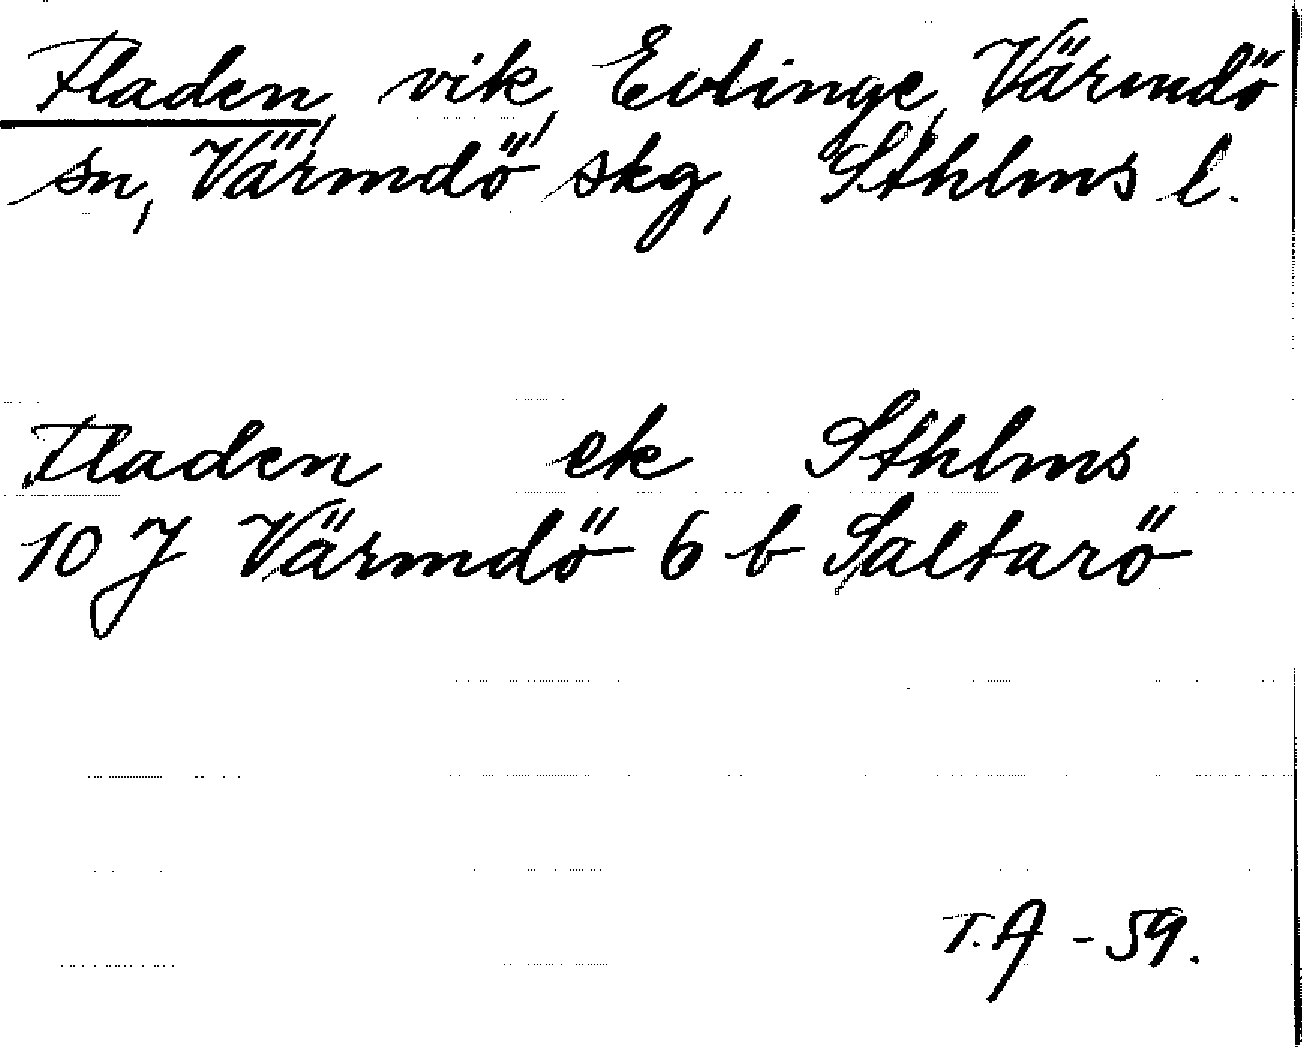 Fladen, vik, Evlinge, Värmdö
sn, Värmdö skg, Sthlms l.
Fladen ek Sthlms
10 J Värmdö 6 b Saltarö
T.A - 59.